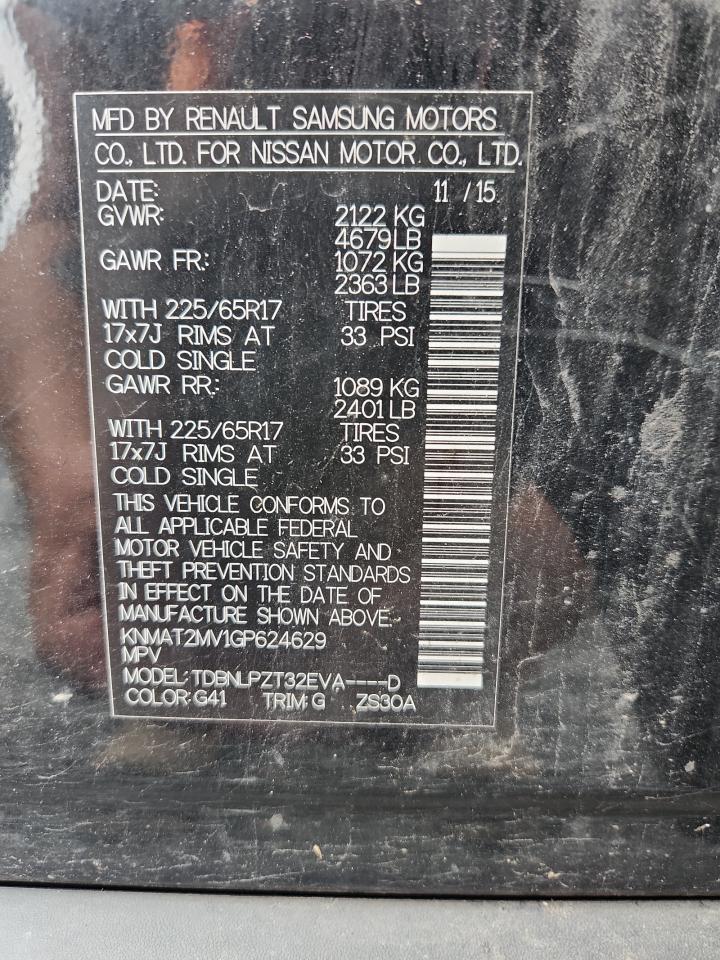 MFD BY RENAULT SAMSUNG MOTORS
CO., LTD. FOR NISSAN MOTOR. CO., LTD.
DATE: 11 / 15
GVWR: 2122 KG
4679LB
GAWR FR.: 1072 KG
2363 LB
WITH 225/65R17 TIRES
17x7J RIMS AT 33 PSI
COLD SINGLE
GAWR RR.: 1089 KG
2401 LB
WITH 225/65R17 TIRES
17x7J RIMS AT 33 PSI
COLD SINGLE
THIS VEHICLE CONFORMS TO
ALL APPLICABLE FEDERAL
MOTOR VEHICLE SAFETY AND
THEFT PREVENTION STANDARDS
IN EFFECT ON THE DATE OF
MANUFACTURE SHOWN ABOVE.
KNMAT2MV1GP624629
MPV
MODEL:TDBNLPZT32EVA----D
COLOR:G41 TRIM:G ZS30A